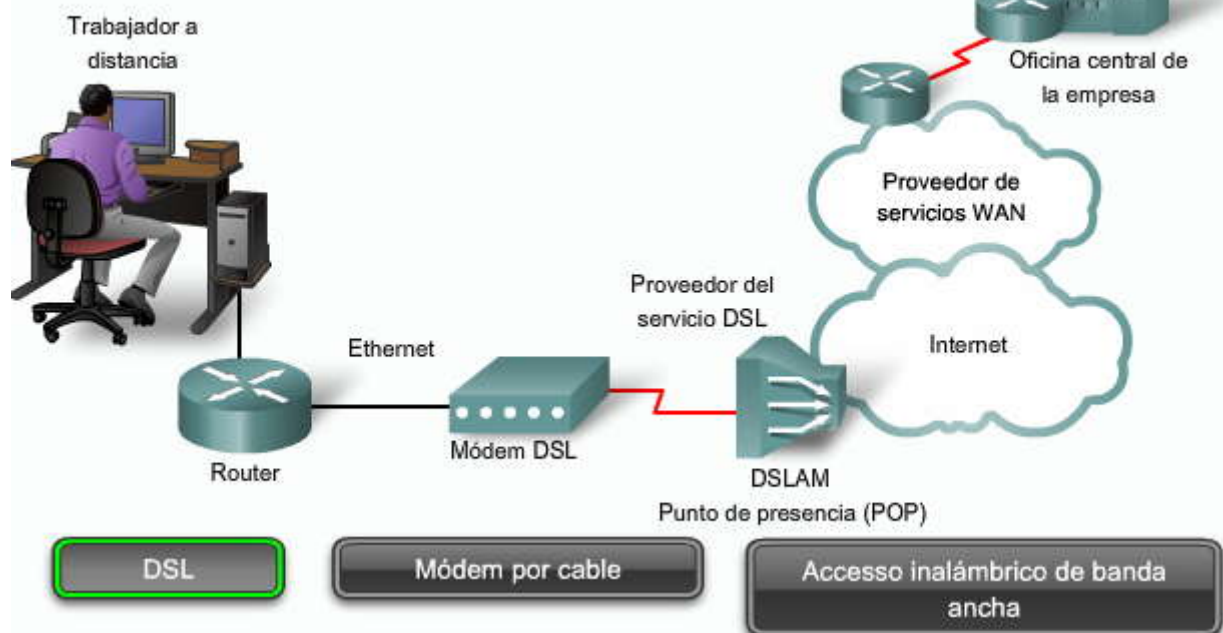 Trabajador a
distancia
Oficina central de
la empresa
Proveedor de
servicios WAN
Proveedor del
servicio DSL
Internet
Ethernet
Módem DSL
Router
DSLAM
Punto de presencia (POP)
DSL
Módem por cable
Accesso inalámbrico de banda
ancha